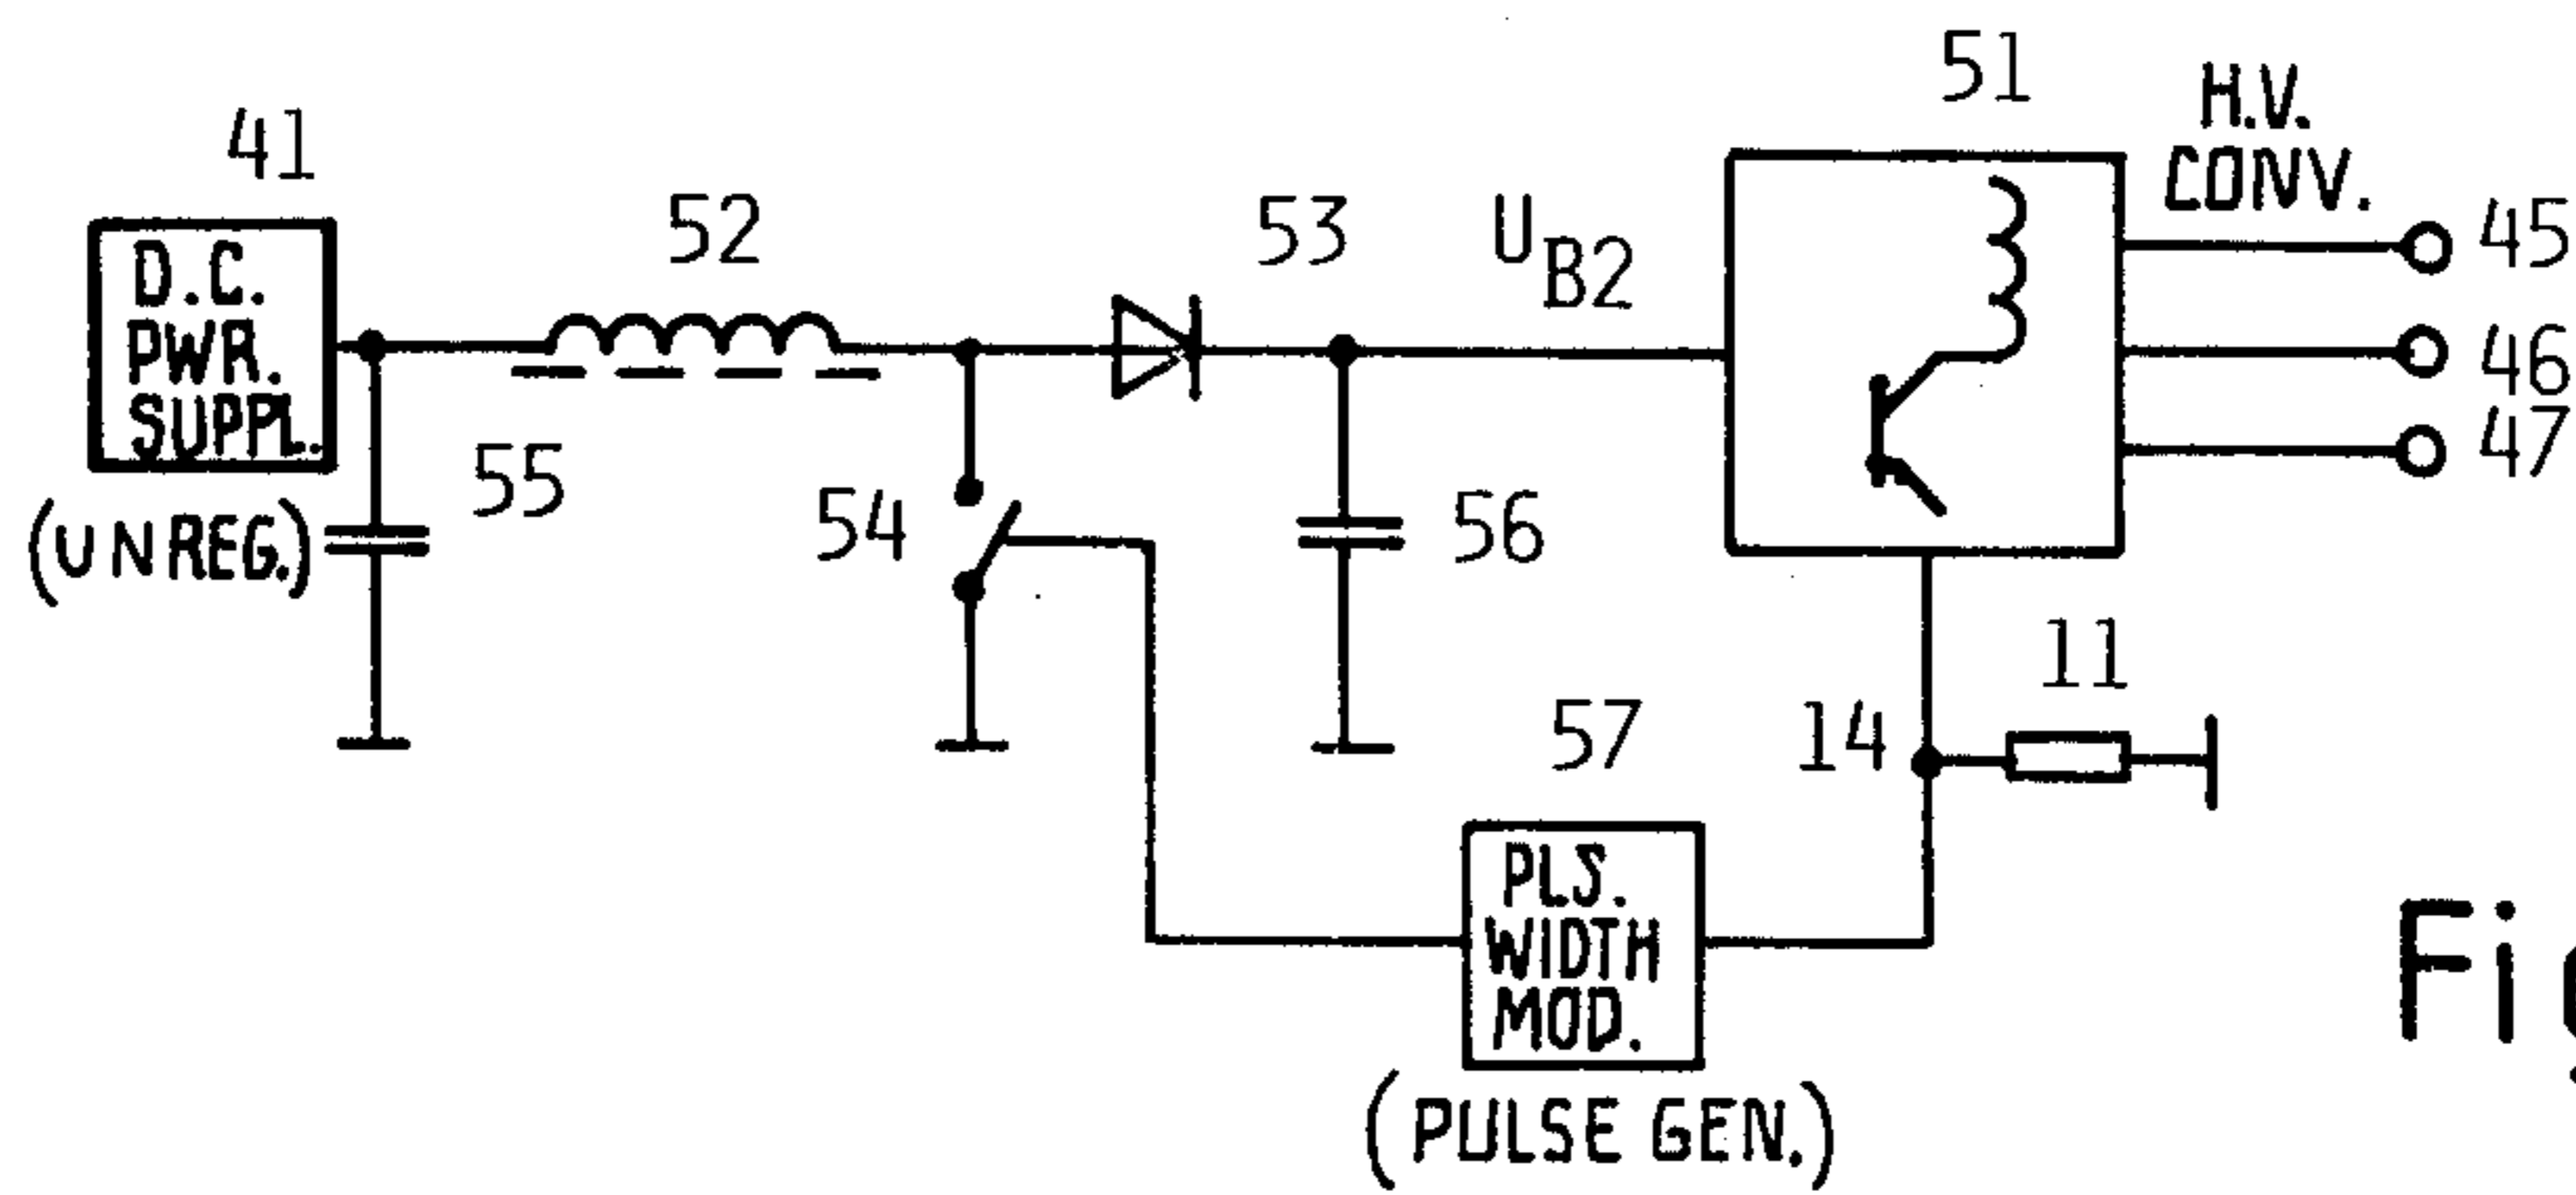 41
D.C.
PWR.
SUPPL.
(UNREG.)
52
55
54
53
U B2
56
51
H.V.
CONV.
45
46
47
11
14
57
PLS.
WIDTH
MOD.
(PULSE GEN.)